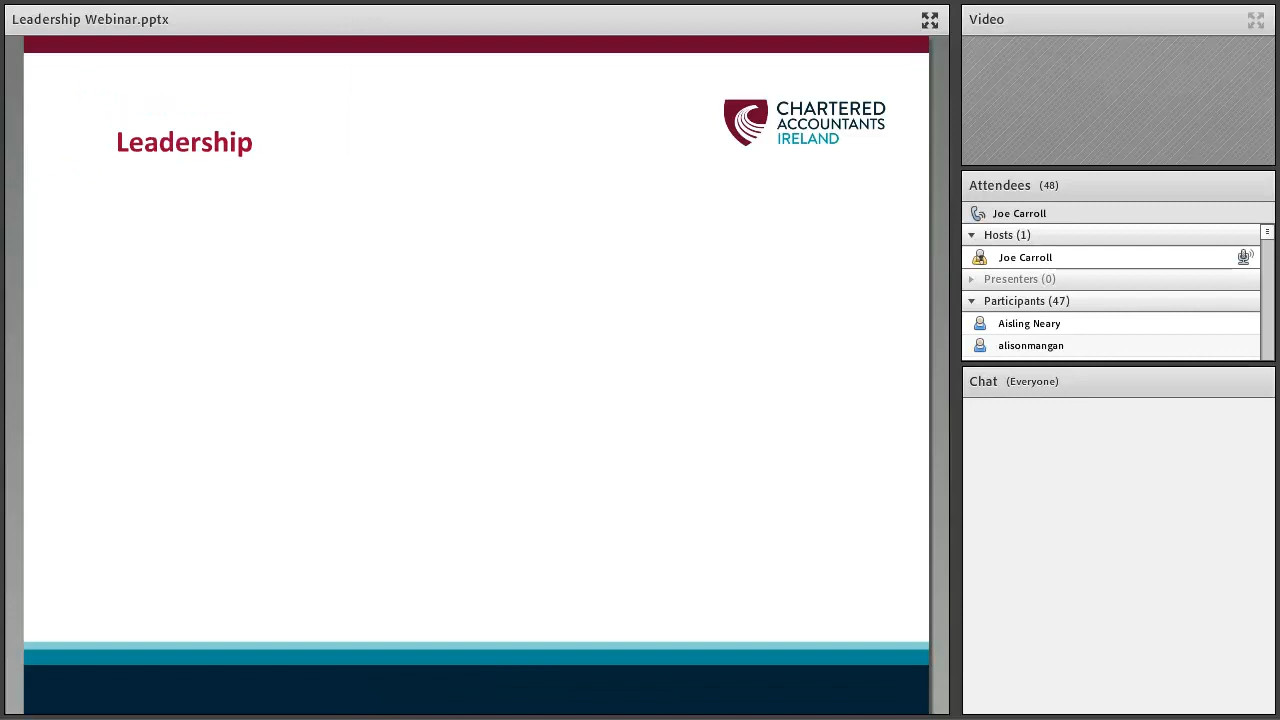 Leadership Webinar.pptx
Leadership
CHARTERED
ACCOUNTANTS
IRELAND
Video
Attendees (48)
Joe Carroll
Hosts (1)
Joe Carroll
Presenters (0)
Participants (47)
Aisling Neary
alisonmangan
Chat (Everyone)